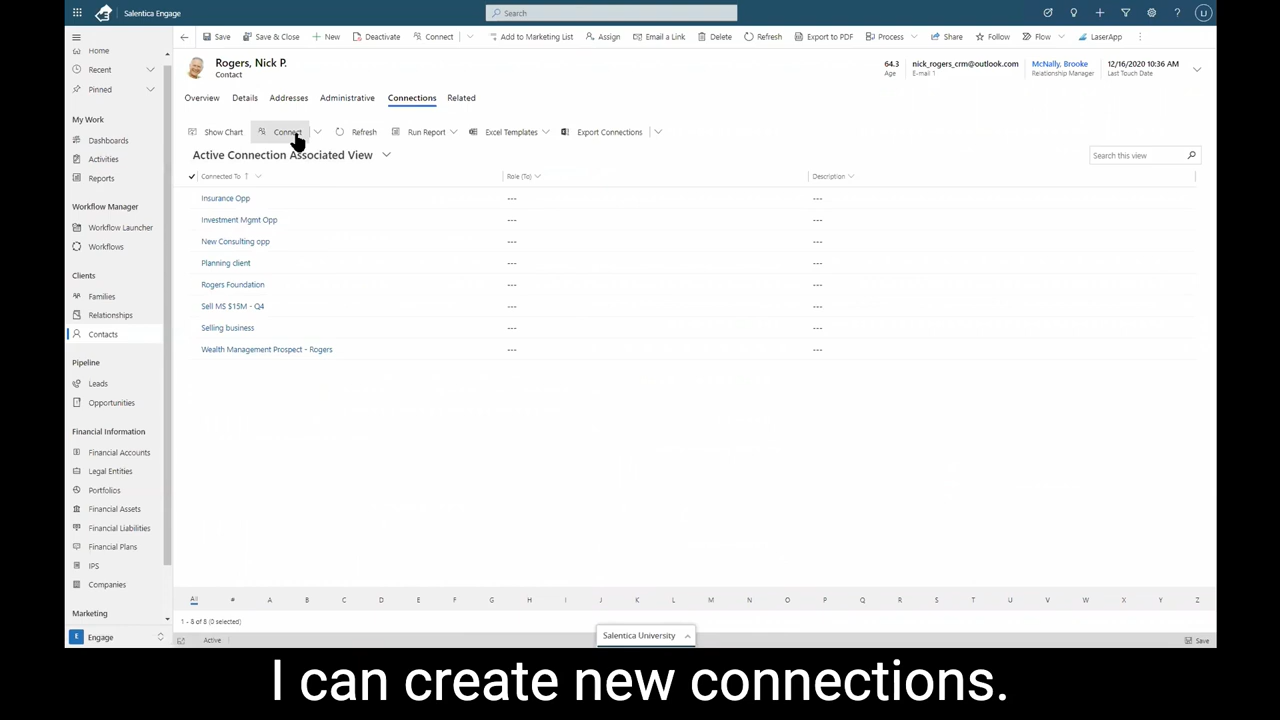 Salentica Engage
Search
Home
Recent
Pinned
My Work
Dashboards
Activities
Reports
Workflow Manager
Workflow Launcher
Workflows
Clients
Families
Relationships
Contacts
Pipeline
Leads
Opportunities
Financial Information
Financial Accounts
Legal Entities
Portfolios
Financial Assets
Financial Liabilities
Financial Plans
IPS
Companies
Marketing
E Engage
Save Save & Close New Deactivate Connect Add to Marketing List Assign Email a Link Delete Refresh Export to PDF Process Share Follow Flow LaserApp
Rogers, Nick P.
Contact
64.3
Age
nick_rogers_crm@outlook.com
E-mail 1
McNally, Brooke
Relationship Manager
12/16/2020 10:36 AM
Last Touch Date
Overview Details Addresses Administrative Connections Related
Show Chart Connect Refresh Run Report Excel Templates Export Connections
Active Connection Associated View
Search this view
Connected To Role (To) Description
Insurance Opp --- ---
Investment Mgmt Opp --- ---
New Consulting opp --- ---
Planning client --- ---
Rogers Foundation --- ---
Sell MS $15M - Q4 --- ---
Selling business --- ---
Wealth Management Prospect - Rogers --- ---
All # A B C D E F G H I J K L M N O P Q R S T U V W X Y Z
1 - 8 of 8 (0 selected)
Salentica University
Active
Save
I can create new connections.